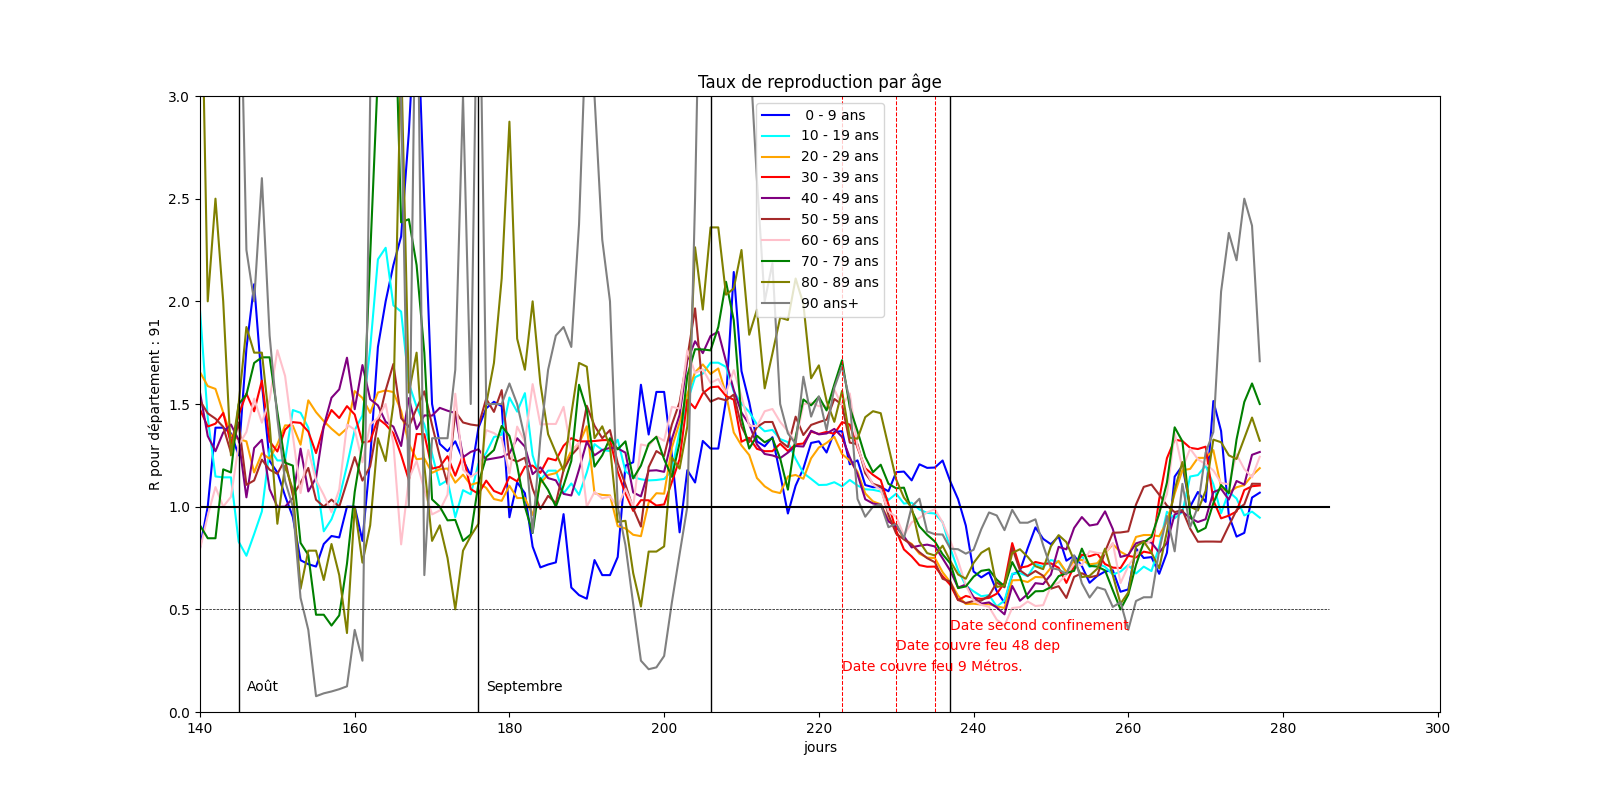 Taux de reproduction par âge
R pour département : 91
3.0
2.5
2.0
1.5
1.0
0.5
0.0
0 - 9 ans
10 - 19 ans
20 - 29 ans
30 - 39 ans
40 - 49 ans
50 - 59 ans
60 - 69 ans
70 - 79 ans
80 - 89 ans
90 ans+
Date second confinement
Date couvre feu 48 dep
Date couvre feu 9 Métros.
Août
Septembre
140
160
180
200
220
240
260
280
300
jours